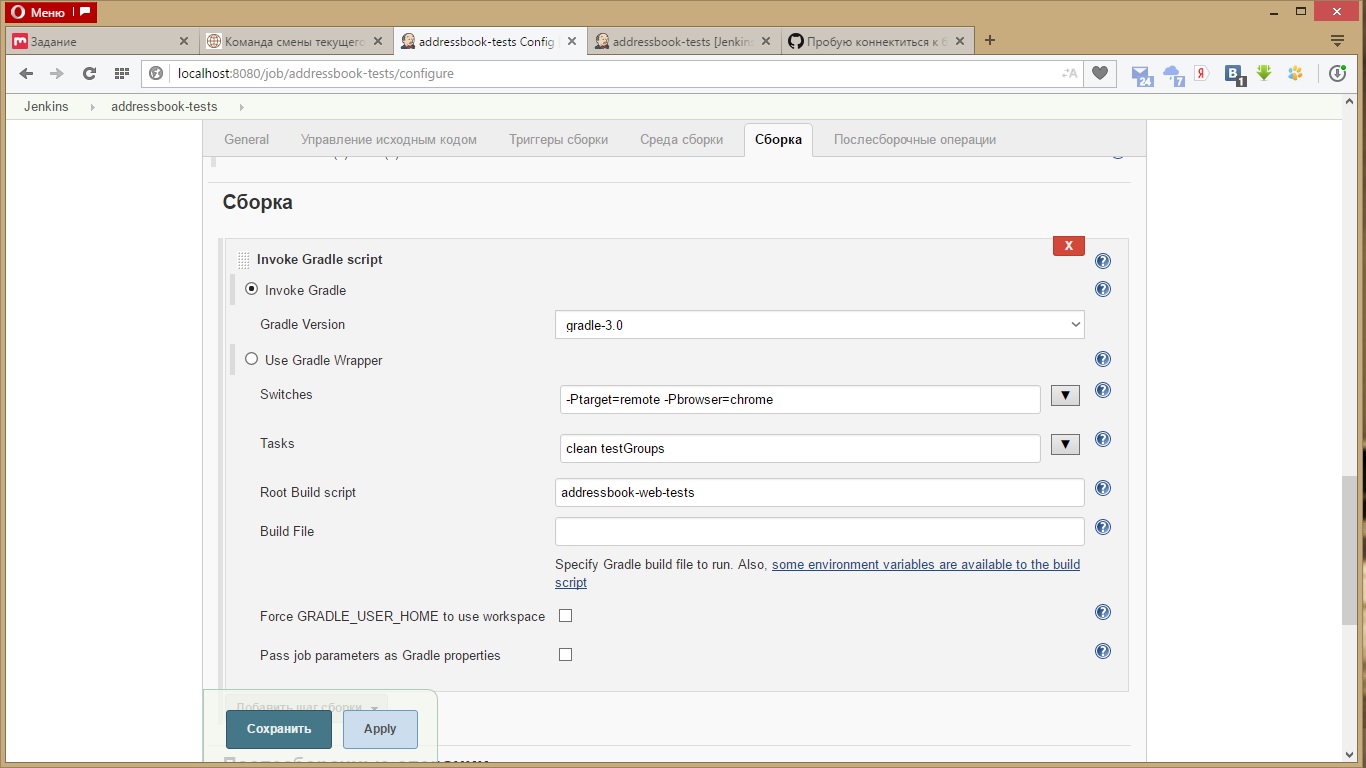 Меню
Задание
Команда смены текущего
addressbook-tests Config
addressbook-tests [Jenkins
Пробую коннектиться к б
localhost:8080/job/addressbook-tests/configure
24
7
Я
B
1
Jenkins
addressbook-tests
General
Управление исходным кодом
Триггеры сборки
Среда сборки
Сборка
Послесборочные операции
Сборка
X
Invoke Gradle script
Invoke Gradle
Gradle Version
gradle-3.0
Use Gradle Wrapper
Switches
-Ptarget=remote -Pbrowser=chrome
Tasks
clean testGroups
Root Build script
addressbook-web-tests
Build File
Specify Gradle build file to run. Also, some environment variables are available to the build
script
Force GRADLE_USER_HOME to use workspace
Pass job parameters as Gradle properties
Добавить шаг сборки
Сохранить
Apply